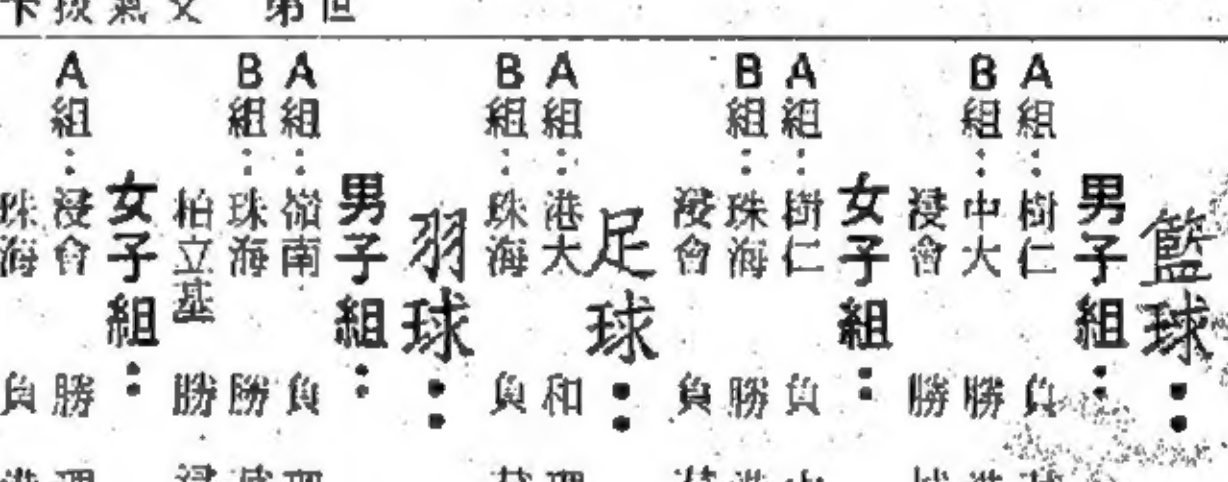 籃球：
男子組：
A組：樹仁 負
B組：中大 勝
浸會 勝
女子組：
A組：樹仁 負
B組：珠海 勝
浸會 負
足球：
A組：港大 和
B組：珠海 負
羽球：
男子組：
A組：嶺南 負
B組：珠海 勝
柏立基 勝
女子組：
A組：浸會 勝
珠海 負